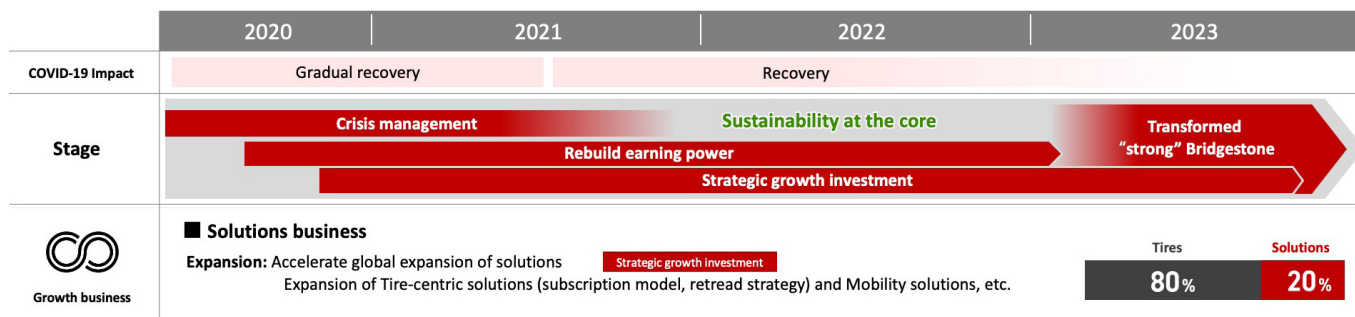 2020 2021 2022 2023
COVID-19 Impact Gradual recovery Recovery
Stage
Crisis management
Sustainability at the core
Rebuild earning power
Strategic growth investment
Transformed
“strong” Bridgestone
Growth business
■ Solutions business
Expansion: Accelerate global expansion of solutions Strategic growth investment
Expansion of Tire-centric solutions (subscription model, retread strategy) and Mobility solutions, etc.
Tires Solutions
80% 20%